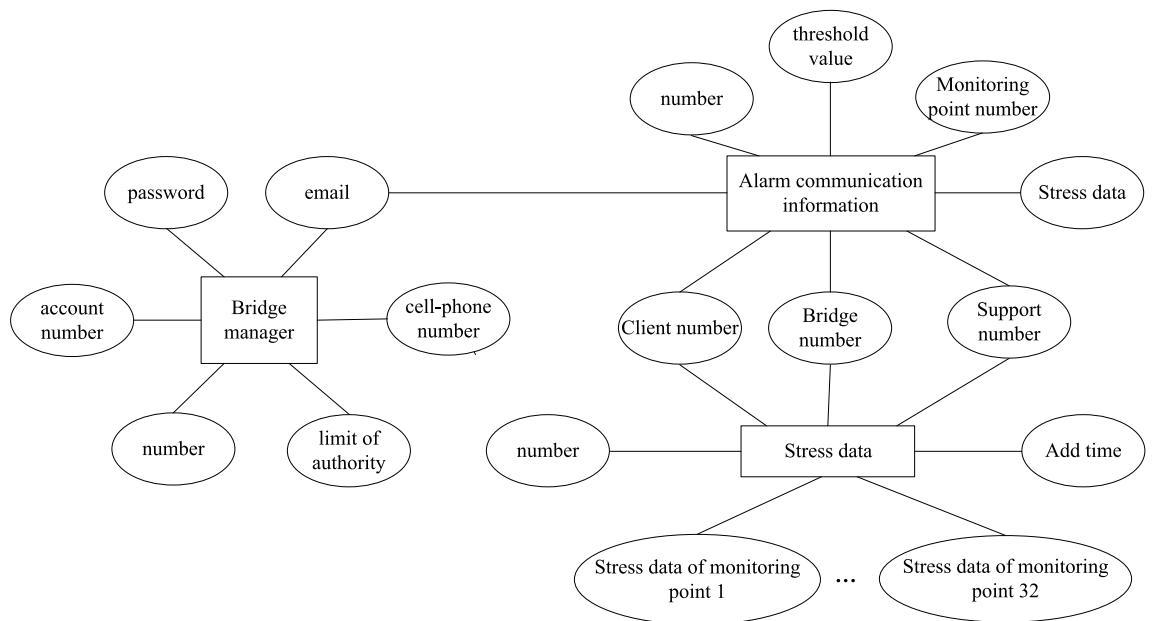 threshold
value
number
Monitoring
point number
password
email
Alarm communication
information
Stress data
account
number
Bridge
manager
cell-phone
number
Client number
Bridge
number
Support
number
number
limit of
authority
number
Stress data
Add time
Stress data of monitoring
point 1
...
Stress data of monitoring
point 32